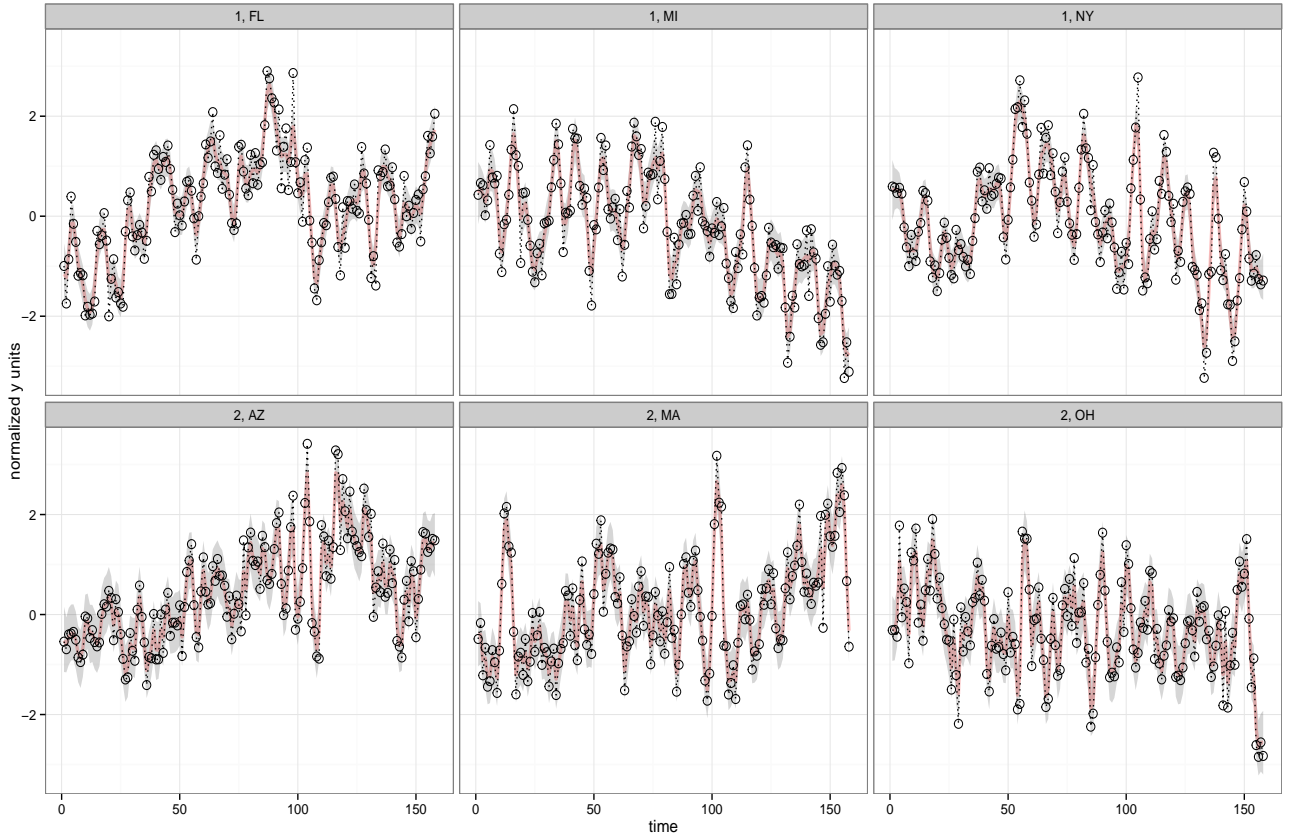 1, FL
1, MI
1, NY
2
0
−2
normalized y units
2, AZ
2, MA
2, OH
2
0
−2
0 50 100 150 0 50 100 150 0 50 100 150
time